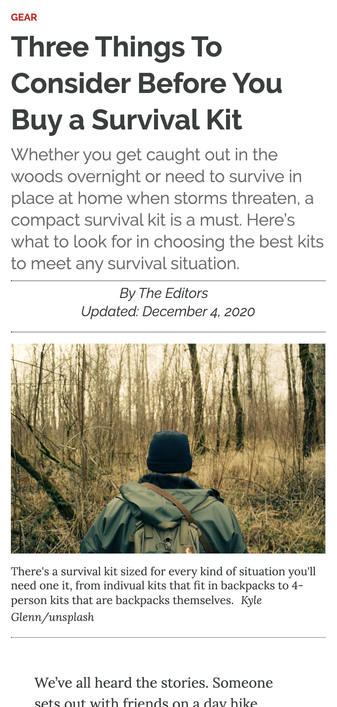 GEAR
Three Things To
Consider Before You
Buy a Survival Kit
Whether you get caught out in the
woods overnight or need to survive in
place at home when storms threaten, a
compact survival kit is a must. Here's
what to look for in choosing the best kits
to meet any survival situation.
By The Editors
Updated: December 4, 2020
There's a survival kit sized for every kind of situation you'll
need one it, from indivual kits that fit in backpacks to 4-
person kits that are backpacks themselves. Kyle
Glenn/unsplash
We've all heard the stories. Someone
sets out with friends on a day hike